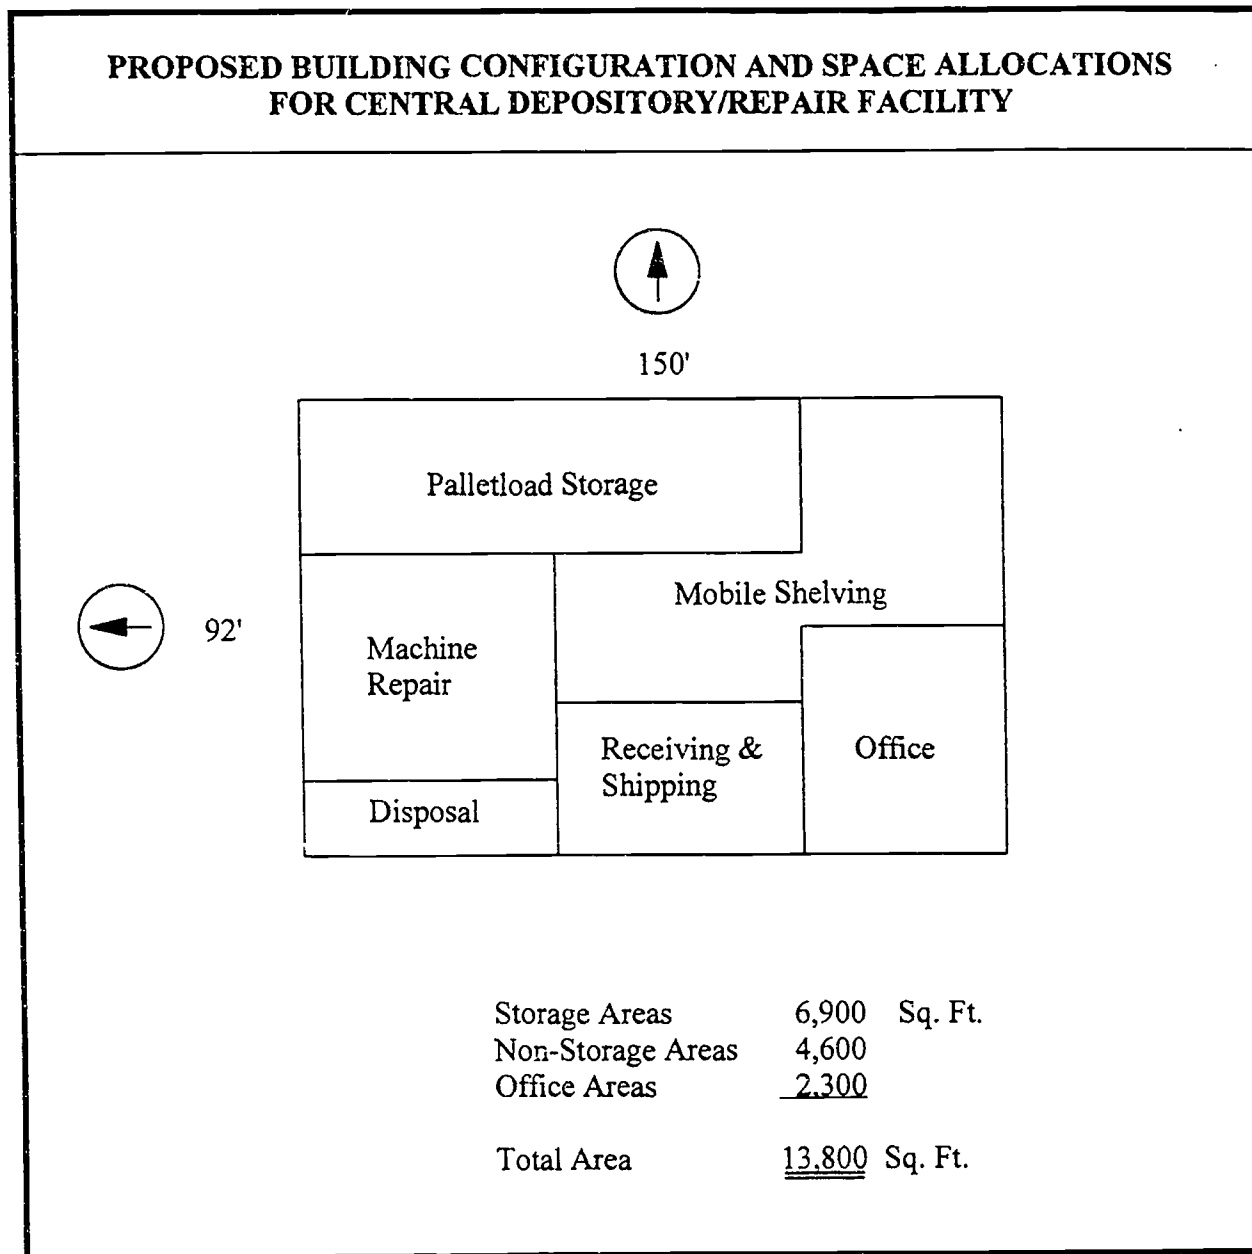 PROPOSED BUILDING CONFIGURATION AND SPACE ALLOCATIONS
FOR CENTRAL DEPOSITORY/REPAIR FACILITY
150'
Palletload Storage
Mobile Shelving
92'
Machine
Repair
Receiving &
Shipping
Office
Disposal
Storage Areas 6,900 Sq. Ft.
Non-Storage Areas 4,600
Office Areas 2,300
Total Area 13,800 Sq. Ft.